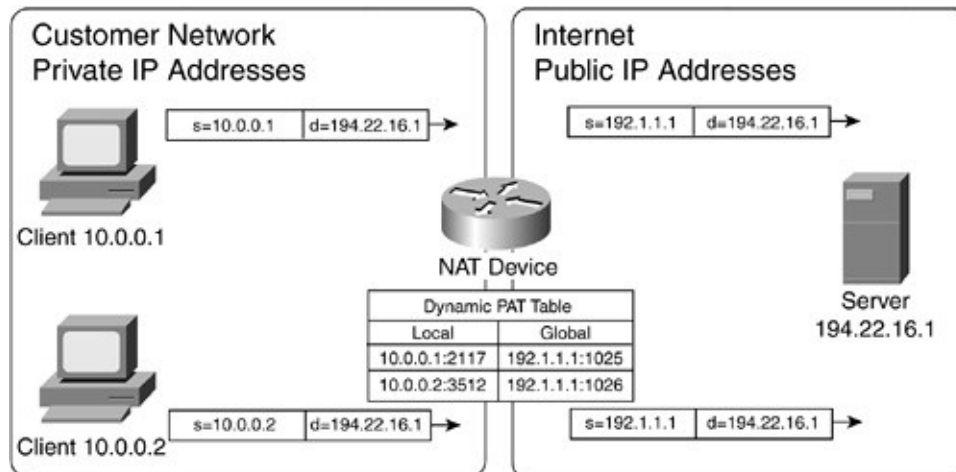 Customer Network
Private IP Addresses
Internet
Public IP Addresses
s=10.0.0.1 d=194.22.16.1
s=192.1.1.1 d=194.22.16.1
Client 10.0.0.1
NAT Device
Server
194.22.16.1
Dynamic PAT Table
Local Global
10.0.0.1:2117 192.1.1.1:1025
10.0.0.2:3512 192.1.1.1:1026
s=10.0.0.2 d=194.22.16.1
s=192.1.1.1 d=194.22.16.1
Client 10.0.0.2